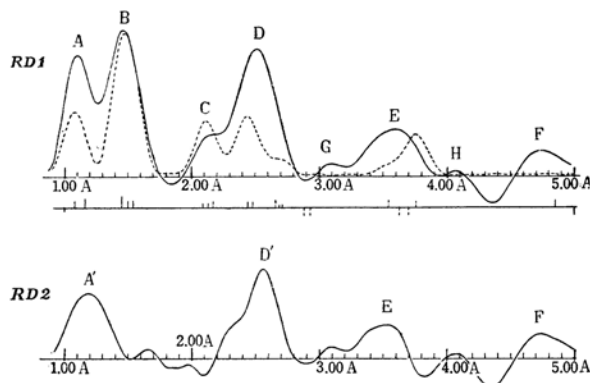 A B D
RD1 C E
G H F
1.00 A 2.00 A 3.00 A 4.00 A 5.00 A
D'
A'
RD2 2.00A E F
1.00 A 3.00 A 4.00 A 5.00 A